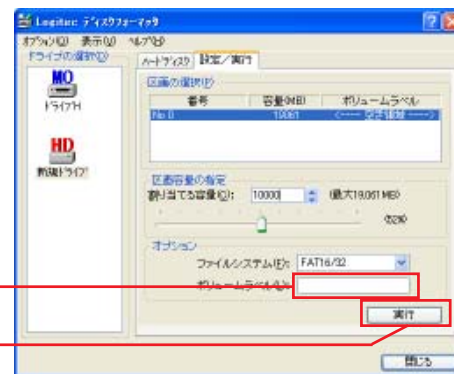 Logitec ディスクフォーマッタ
オプション(O) 表示(V) ヘルプ(H)
ドライブの選択(D)
MO
ドライブH
HD
新規ドライブ
ハードディスク 設定/実行
区画の選択(P)
番号 容量(MB) ボリュームラベル
No.0 19061 <----- 空き領域 ----->
区画容量の指定
割り当てる容量(C): 10000 (最大19,061 MB)
オプション
ファイルシステム(E): FAT16/32
ボリュームラベル(L):
実行
閉じる